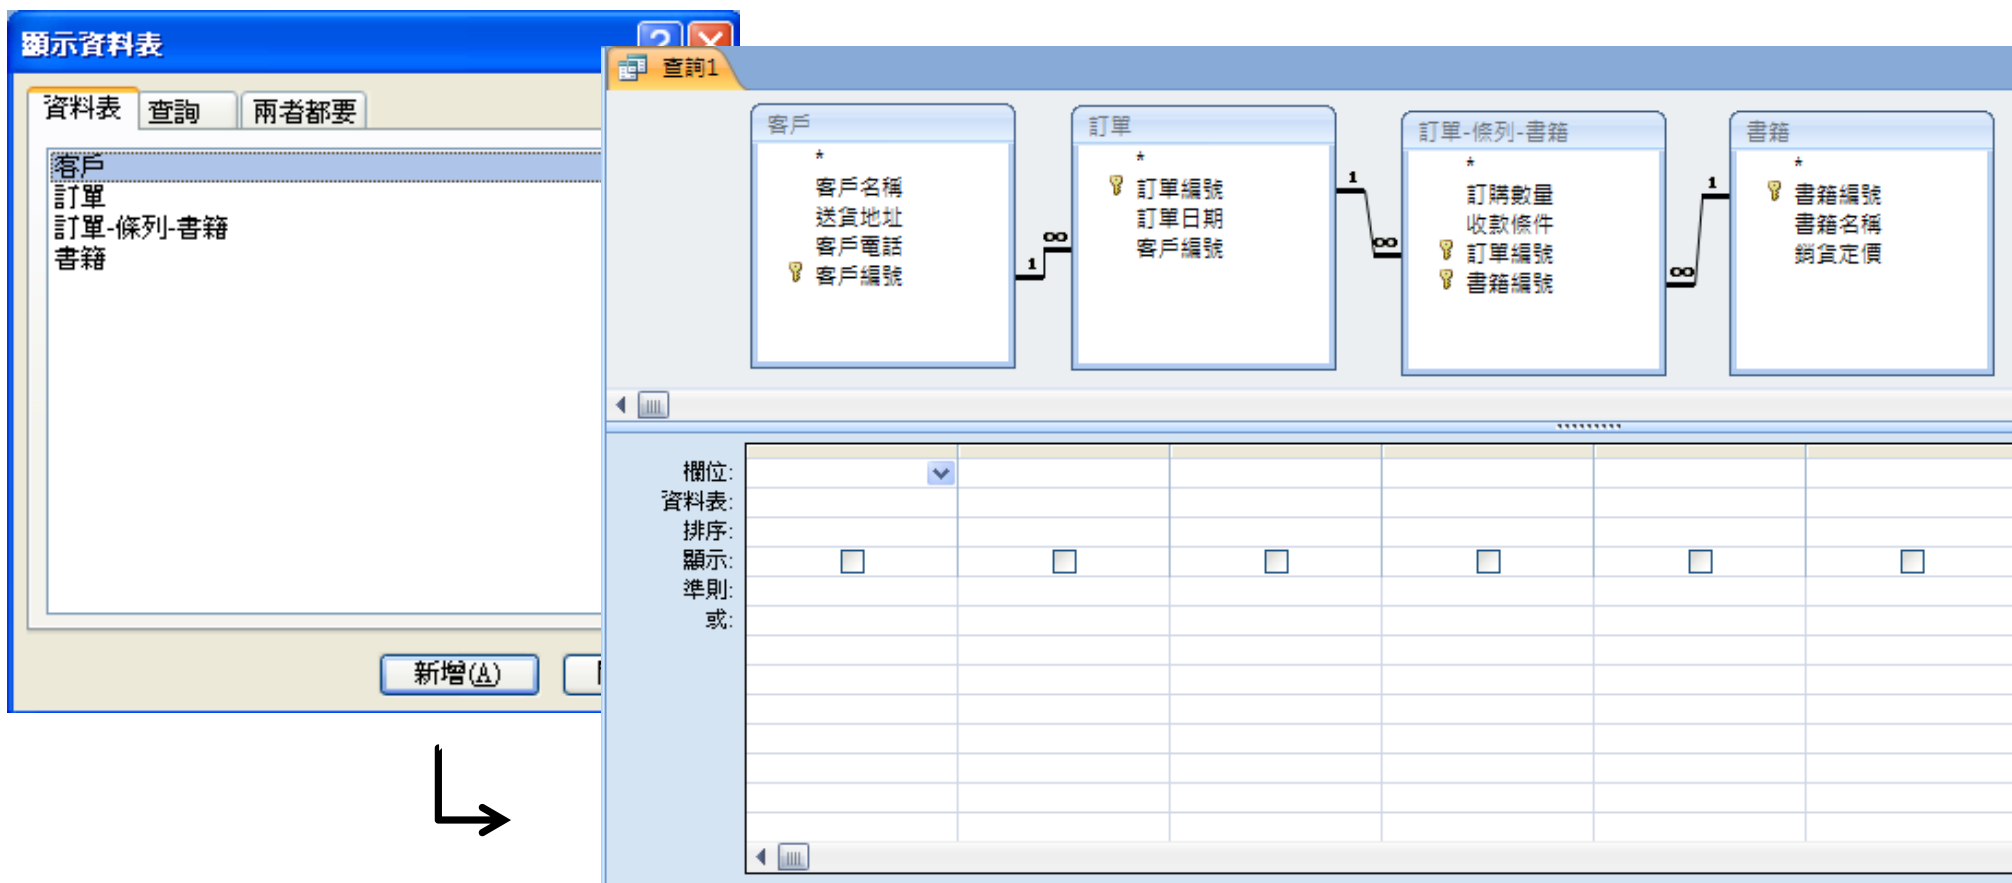 顯示資料表
資料表 查詢 兩者都要
客戶
訂單
訂單-條列-書籍
書籍
新增(A)
查詢1
客戶
*
客戶名稱
送貨地址
客戶電話
客戶編號
1
∞
訂單
*
訂單編號
訂單日期
客戶編號
1
∞
訂單-條列-書籍
*
訂購數量
收款條件
訂單編號
書籍編號
1
∞
書籍
*
書籍編號
書籍名稱
銷貨定價
欄位:
資料表:
排序:
顯示:
準則:
或: